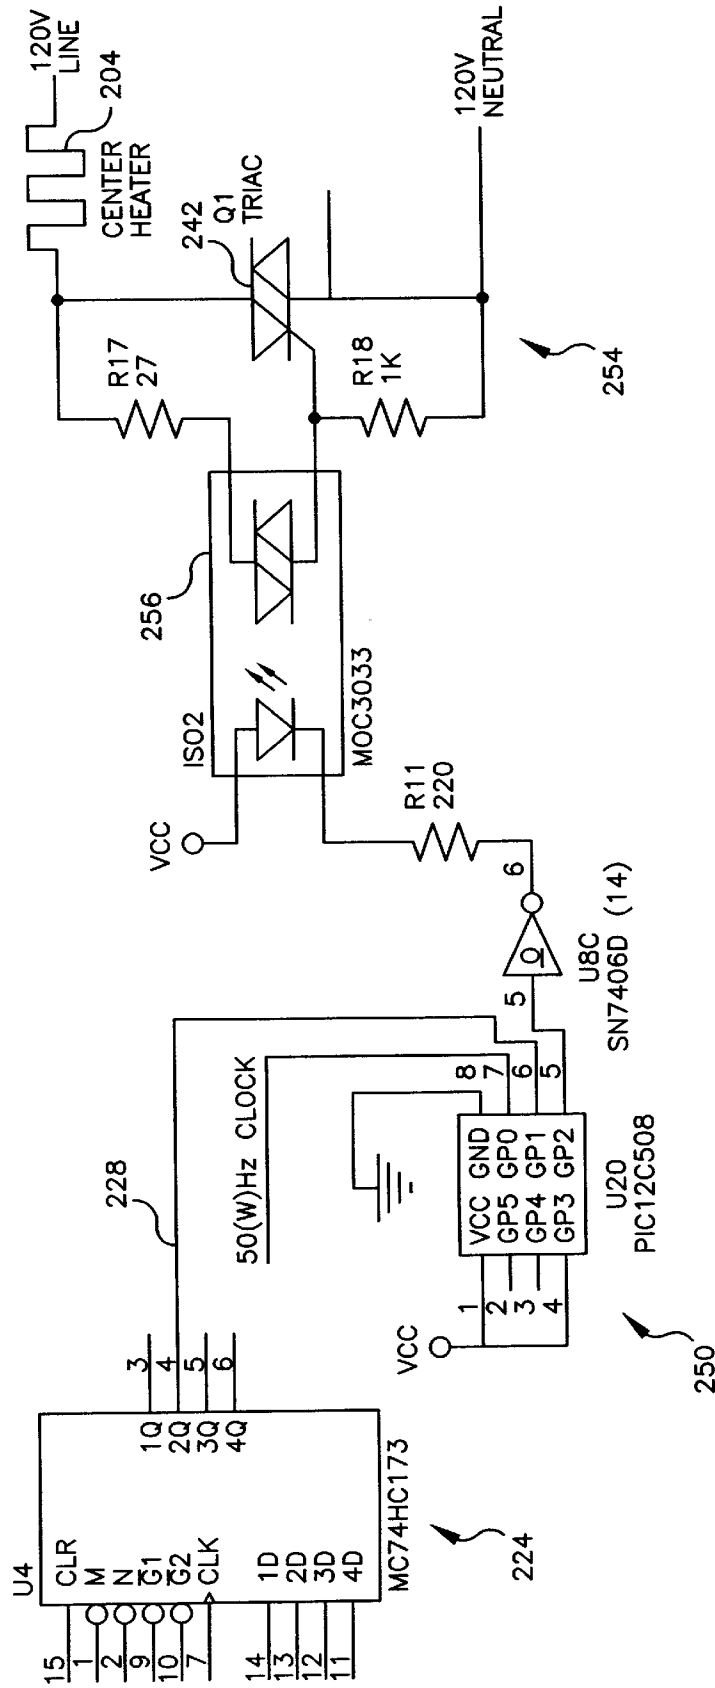 U4
15
CLR
1
M
2
N
9
G1
10
G2
7
CLK
14
1D
13
2D
12
3D
11
4D
1Q
3
2Q
4
3Q
5
4Q
6
MC74HC173
224
228
50(W)Hz CLOCK
VCC
1
VCC GND
8
2
GP5 GP0
7
3
GP4 GP1
6
4
GP3 GP2
5
U20
PIC12C508
250
5
6
U8C
SN7406D (14)
R11
220
VCC
ISO2
256
MOC3033
R17
27
R18
1K
242
Q1
TRIAC
CENTER
HEATER
204
120V
LINE
120V
NEUTRAL
254